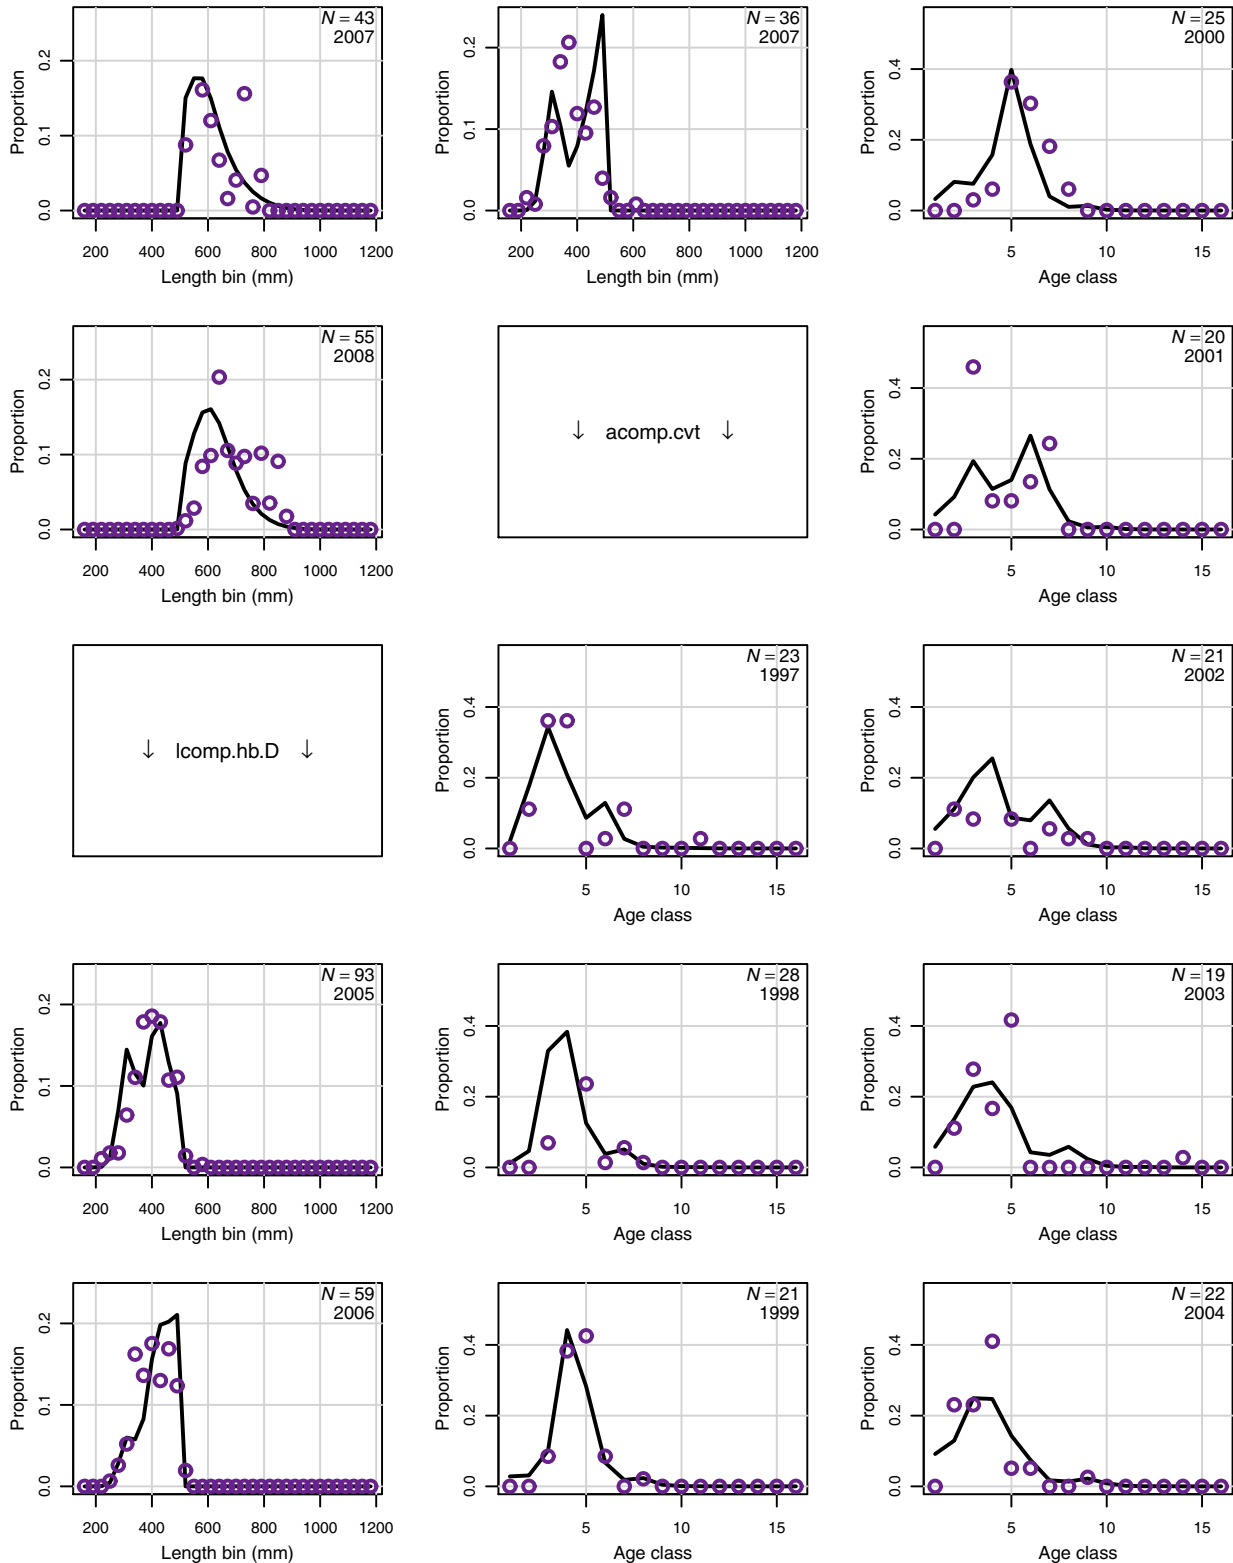 N = 43
2007
Proportion
0.0 0.1 0.2
200 400 600 800 1000 1200
Length bin (mm)
N = 55
2008
Proportion
0.0 0.1 0.2
200 400 600 800 1000 1200
Length bin (mm)
↓ lcomp.hb.D ↓
N = 93
2005
Proportion
0.0 0.1 0.2
200 400 600 800 1000 1200
Length bin (mm)
N = 59
2006
Proportion
0.0 0.1 0.2
200 400 600 800 1000 1200
Length bin (mm)
N = 36
2007
Proportion
0.0 0.1 0.2
200 400 600 800 1000 1200
Length bin (mm)
↓ acomp.cvt ↓
N = 23
1997
Proportion
0.0 0.2 0.4
5 10 15
Age class
N = 28
1998
Proportion
0.0 0.2 0.4
5 10 15
Age class
N = 21
1999
Proportion
0.0 0.2 0.4
5 10 15
Age class
N = 25
2000
Proportion
0.0 0.2 0.4
5 10 15
Age class
N = 20
2001
Proportion
0.0 0.2 0.4
5 10 15
Age class
N = 21
2002
Proportion
0.0 0.2 0.4
5 10 15
Age class
N = 19
2003
Proportion
0.0 0.2 0.4
5 10 15
Age class
N = 22
2004
Proportion
0.0 0.2 0.4
5 10 15
Age class